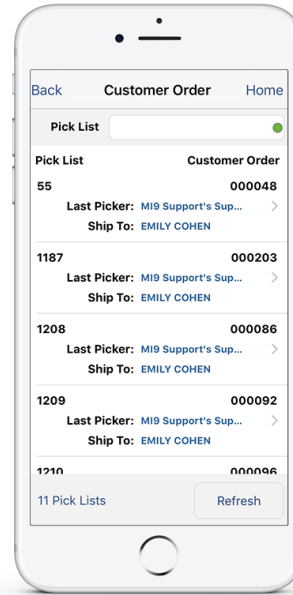 Back Customer Order Home
Pick List
Pick List Customer Order
55 000048
Last Picker: MI9 Support's Sup...
Ship To: EMILY COHEN
1187 000203
Last Picker: MI9 Support's Sup...
Ship To: EMILY COHEN
1208 000086
Last Picker: MI9 Support's Sup...
Ship To: EMILY COHEN
1209 000092
Last Picker: MI9 Support's Sup...
Ship To: EMILY COHEN
1210 000096
11 Pick Lists Refresh